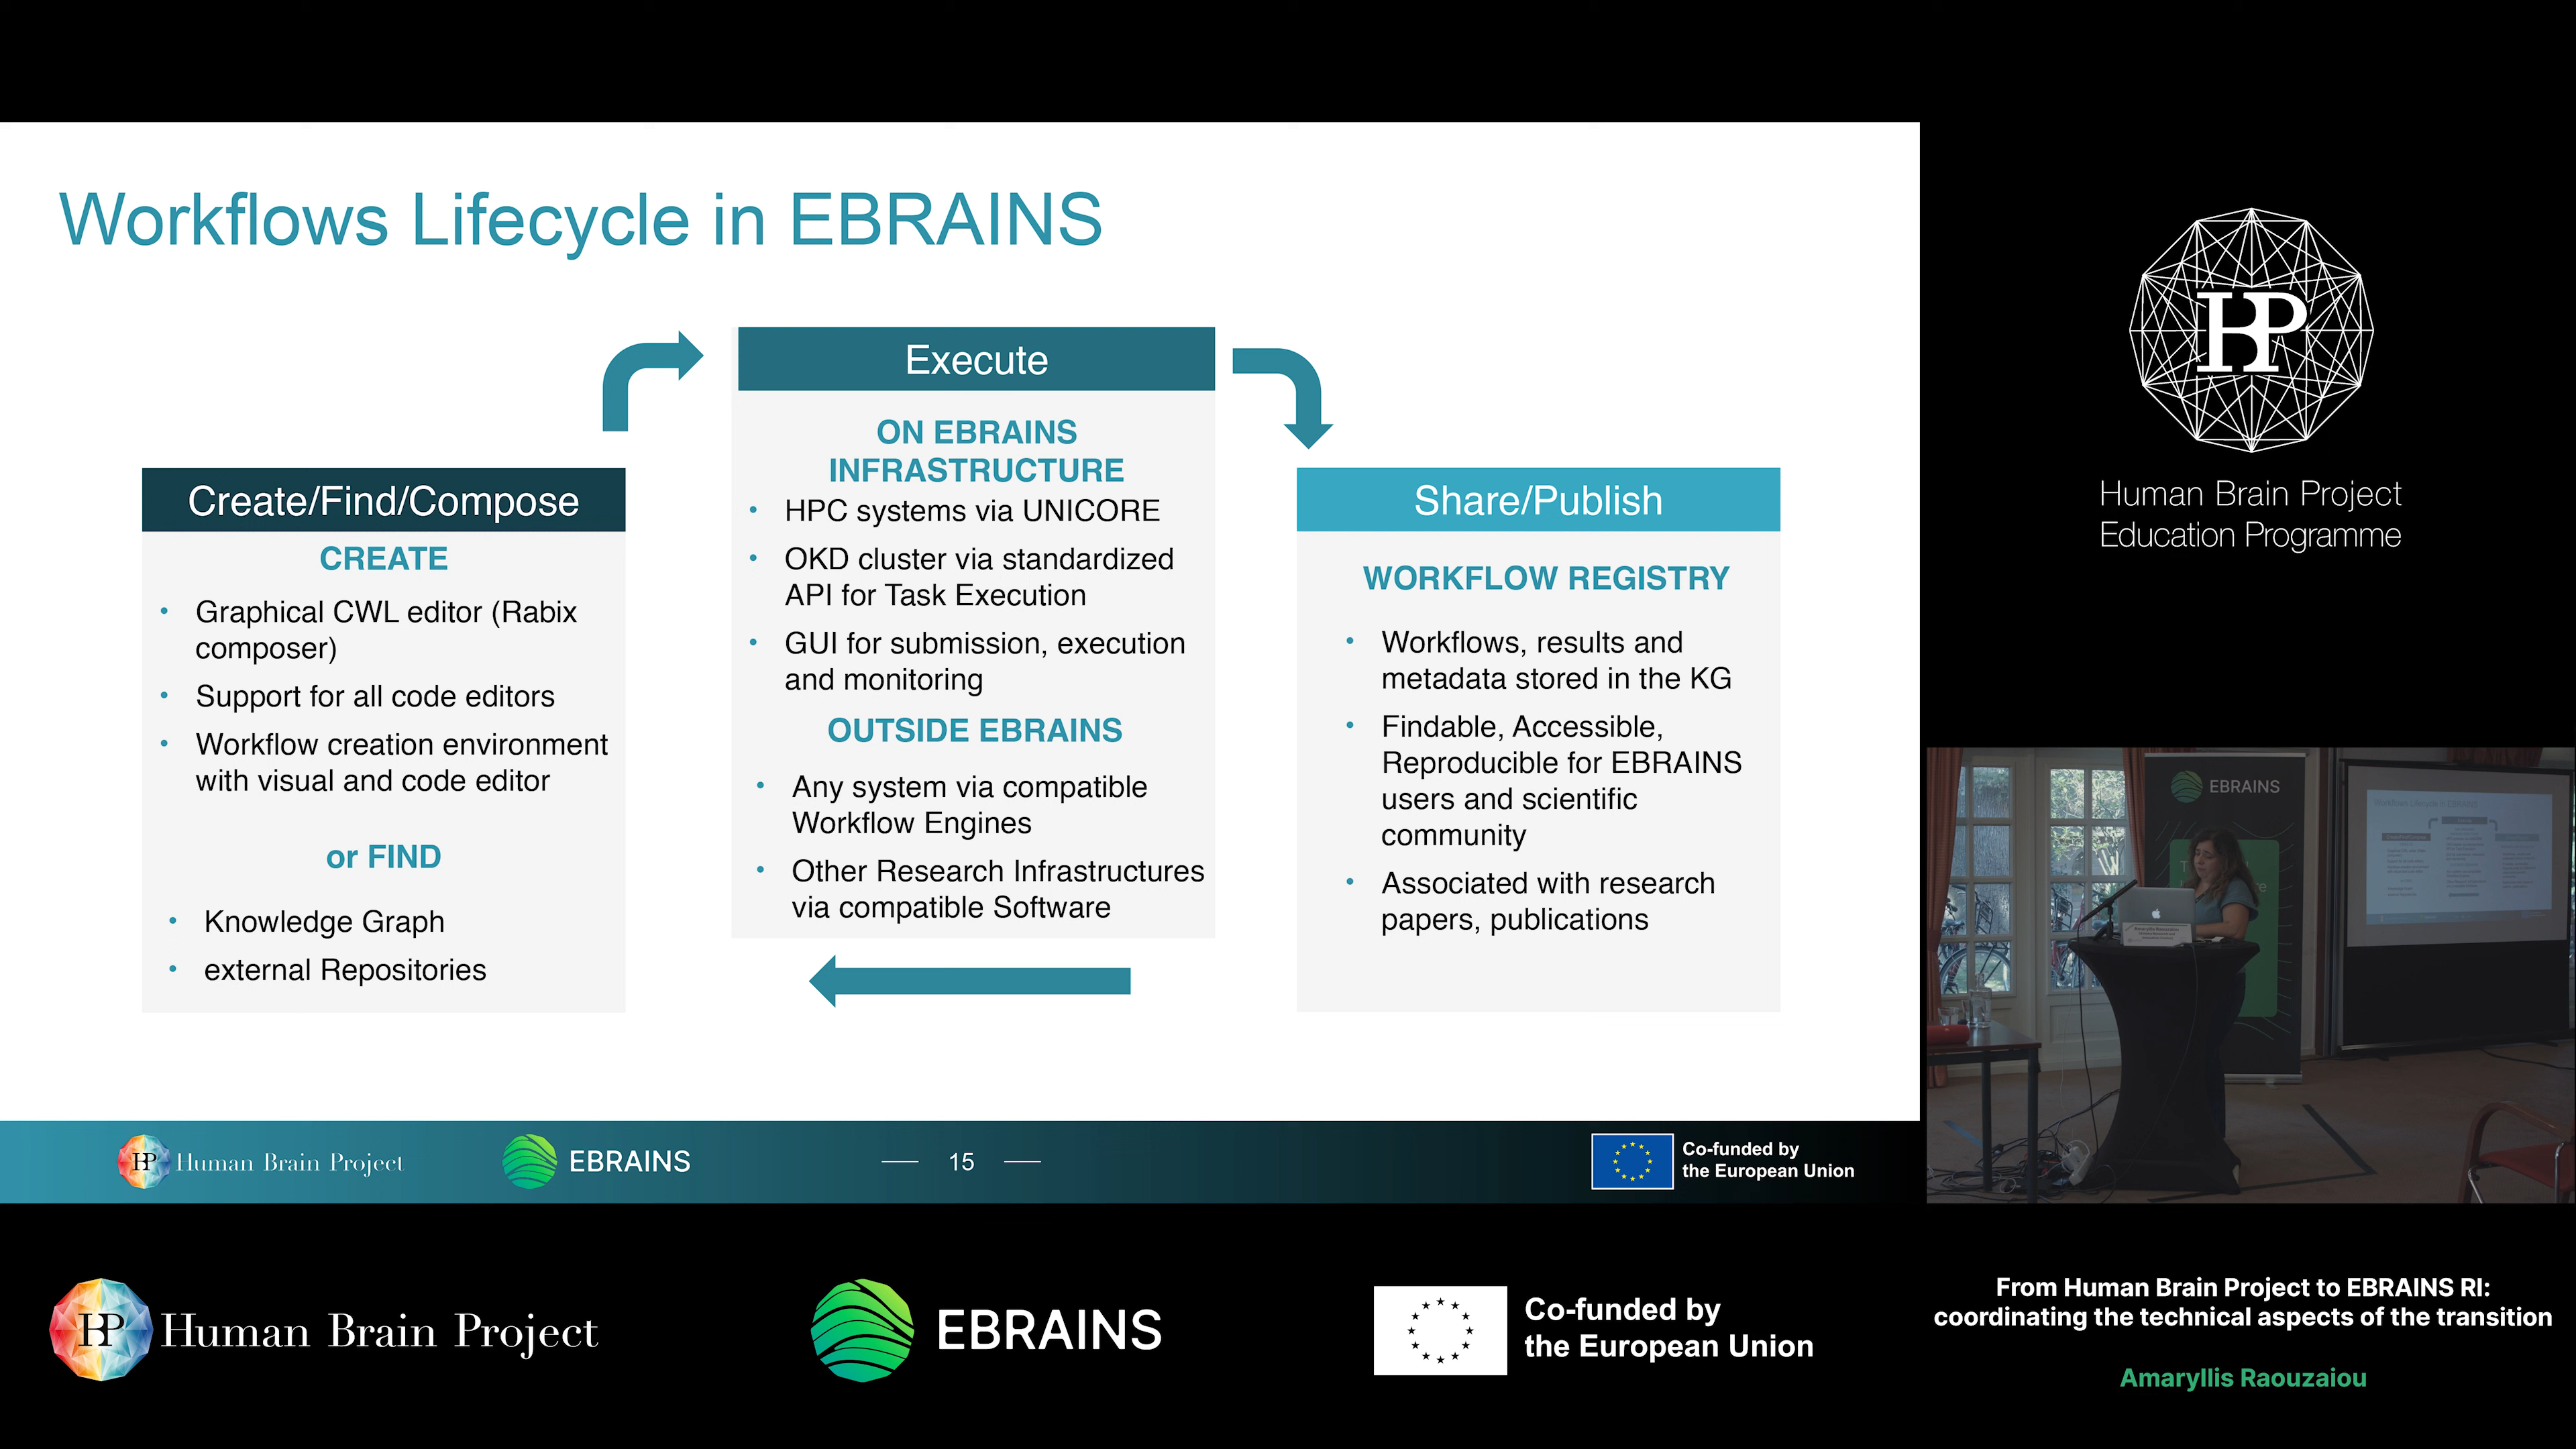 Workflows Lifecycle in EBRAINS
Create/Find/Compose
CREATE
• Graphical CWL editor (Rabix
composer)
• Support for all code editors
• Workflow creation environment
with visual and code editor
or FIND
• Knowledge Graph
• external Repositories
Execute
ON EBRAINS
INFRASTRUCTURE
• HPC systems via UNICORE
• OKD cluster via standardized
API for Task Execution
• GUI for submission, execution
and monitoring
OUTSIDE EBRAINS
• Any system via compatible
Workflow Engines
• Other Research Infrastructures
via compatible Software
Share/Publish
WORKFLOW REGISTRY
• Workflows, results and
metadata stored in the KG
• Findable, Accessible,
Reproducible for EBRAINS
users and scientific
community
• Associated with research
papers, publications
HBP Human Brain Project
EBRAINS
15
Co-funded by
the European Union
HBP
Human Brain Project
Education Programme
EBRAINS
HBP Human Brain Project
EBRAINS
Co-funded by
the European Union
From Human Brain Project to EBRAINS RI:
coordinating the technical aspects of the transition
Amaryllis Raouzaiou